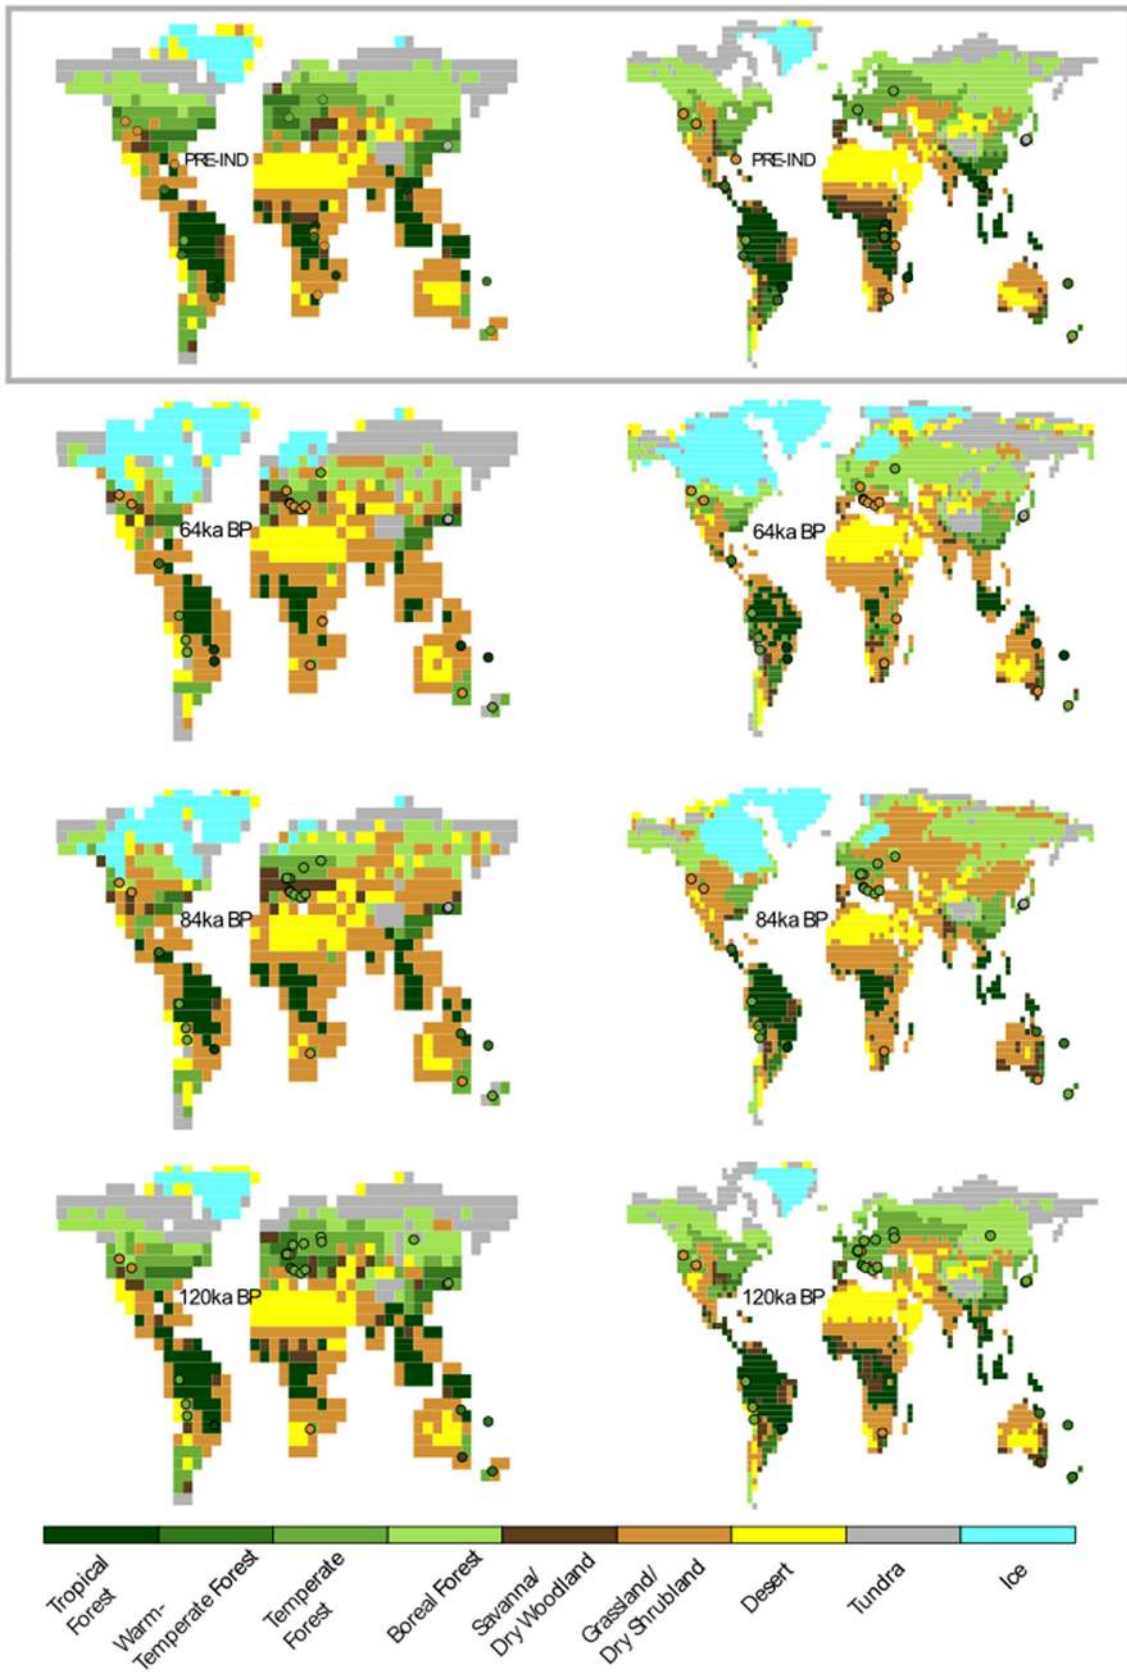 PRE-IND
PRE-IND
64ka BP
64ka BP
84ka BP
84ka BP
120ka BP
120ka BP
Tropical
Forest
Warm-
Temperate Forest
Temperate
Forest
Boreal Forest
Savanna/
Dry Woodland
Grassland/
Dry Shrubland
Desert
Tundra
Ice